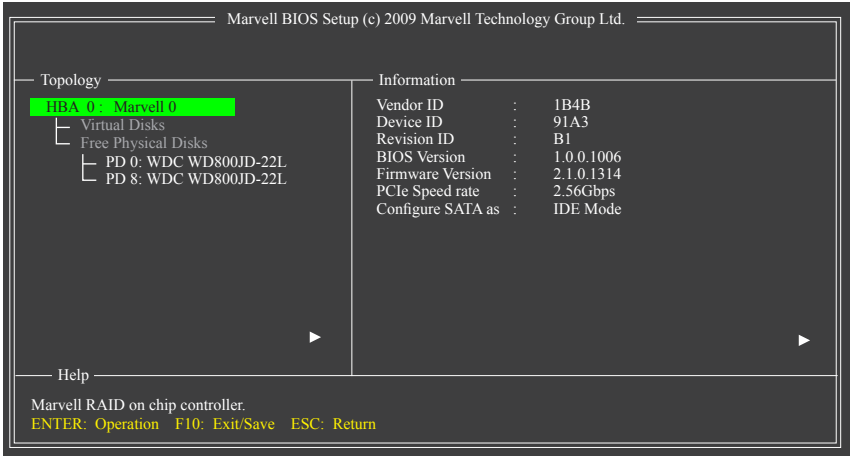 Marvell BIOS Setup (c) 2009 Marvell Technology Group Ltd.
Topology
HBA 0 : Marvell 0
Virtual Disks
Free Physical Disks
PD 0: WDC WD800JD-22L
PD 8: WDC WD800JD-22L
Information
Vendor ID : 1B4B
Device ID : 91A3
Revision ID : B1
BIOS Version : 1.0.0.1006
Firmware Version : 2.1.0.1314
PCIe Speed rate : 2.56Gbps
Configure SATA as : IDE Mode
Help
Marvell RAID on chip controller.
ENTER: Operation F10: Exit/Save ESC: Return